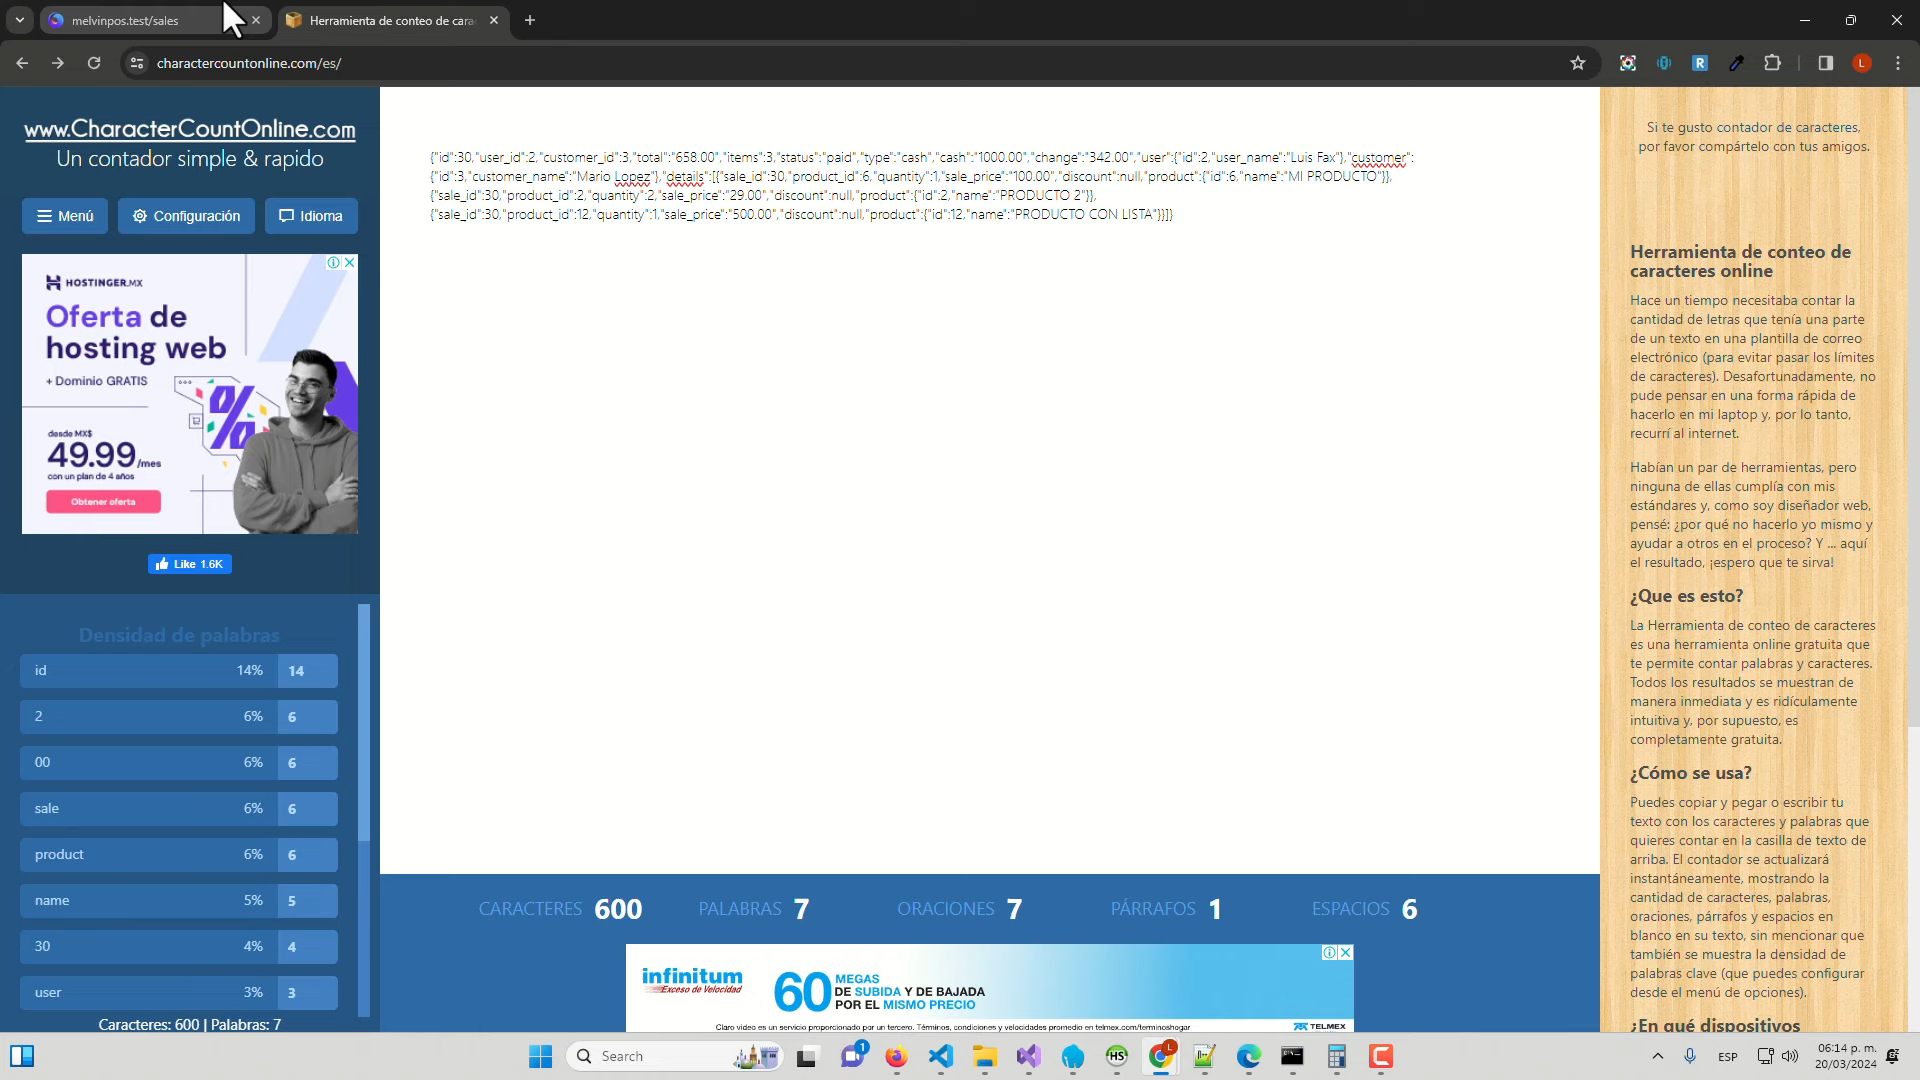 melvinpos.test/sales
Herramienta de conteo de cara
charactercountonline.com/es/
www.CharacterCountOnline.com
Un contador simple & rapido
Menú
Configuración
Idioma
HOSTINGER.MX
Oferta de
hosting web
+ Dominio GRATIS
desde MX$
49.99/mes
con un plan de 4 años
Obtener oferta
Like 1.6K
Densidad de palabras
id 14% 14
2 6% 6
00 6% 6
sale 6% 6
product 6% 6
name 5% 5
30 4% 4
user 3% 3
Caracteres: 600 | Palabras: 7
{"id":30,"user_id":2,"customer_id":3,"total":"658.00","items":3,"status":"paid","type":"cash","cash":"1000.00","change":"342.00","user":{"id":2,"user_name":"Luis Fax"},"customer":
{"id":3,"customer_name":"Mario Lopez"},"details":[{"sale_id":30,"product_id":6,"quantity":1,"sale_price":"100.00","discount":null,"product":{"id":6,"name":"MI PRODUCTO"}},
{"sale_id":30,"product_id":2,"quantity":2,"sale_price":"29.00","discount":null,"product":{"id":2,"name":"PRODUCTO 2"}},
{"sale_id":30,"product_id":12,"quantity":1,"sale_price":"500.00","discount":null,"product":{"id":12,"name":"PRODUCTO CON LISTA"}}]}
CARACTERES 600 PALABRAS 7 ORACIONES 7 PÁRRAFOS 1 ESPACIOS 6
infinitum
Exceso de Velocidad
60 MEGAS
DE SUBIDA Y DE BAJADA
POR EL MISMO PRECIO
Claro video es un servicio proporcionado por un tercero. Términos, condiciones y velocidades promedio en telmex.com/terminoshogar
TELMEX
Si te gusto contador de caracteres,
por favor compártelo con tus amigos.
Herramienta de conteo de
caracteres online
Hace un tiempo necesitaba contar la
cantidad de letras que tenía una parte
de un texto en una plantilla de correo
electrónico (para evitar pasar los límites
de caracteres). Desafortunadamente, no
pude pensar en una forma rápida de
hacerlo en mi laptop y, por lo tanto,
recurrí al internet.
Habían un par de herramientas, pero
ninguna de ellas cumplía con mis
estándares y, como soy diseñador web,
pensé: ¿por qué no hacerlo yo mismo y
ayudar a otros en el proceso? Y ... aquí
el resultado, ¡espero que te sirva!
¿Que es esto?
La Herramienta de conteo de caracteres
es una herramienta online gratuita que
te permite contar palabras y caracteres.
Todos los resultados se muestran de
manera inmediata y es ridículamente
intuitiva y, por supuesto, es
completamente gratuita.
¿Cómo se usa?
Puedes copiar y pegar o escribir tu
texto con los caracteres y palabras que
quieres contar en la casilla de texto de
arriba. El contador se actualizará
instantáneamente, mostrando la
cantidad de caracteres, palabras,
oraciones, párrafos y espacios en
blanco en su texto, sin mencionar que
también se muestra la densidad de
palabras clave (que puedes configurar
desde el menú de opciones).
¿En qué dispositivos
Search
1
HS
L
ESP
06:14 p. m.
20/03/2024